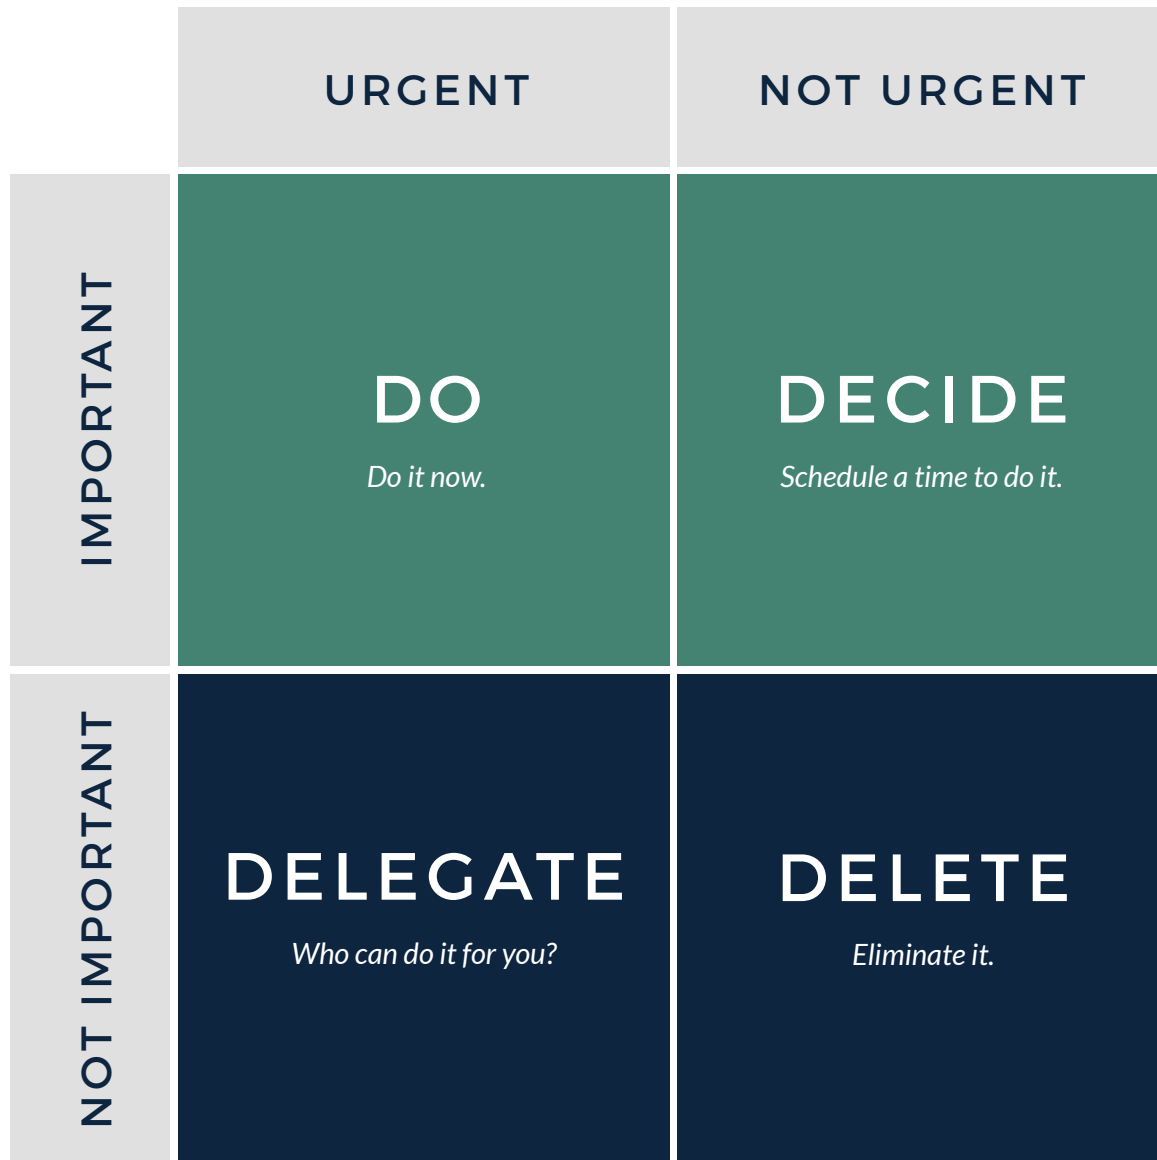 URGENT
NOT URGENT
IMPORTANT
DO
Do it now.
DECIDE
Schedule a time to do it.
NOT IMPORTANT
DELEGATE
Who can do it for you?
DELETE
Eliminate it.